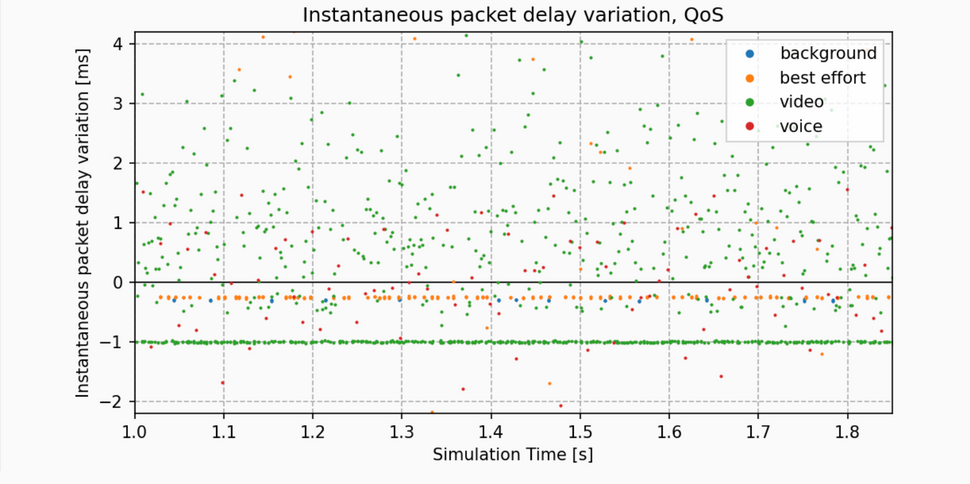 Instantaneous packet delay variation, QoS
Instantaneous packet delay variation [ms]
4
3
2
1
0
−1
−2
background
best effort
video
voice
1.0 1.1 1.2 1.3 1.4 1.5 1.6 1.7 1.8
Simulation Time [s]